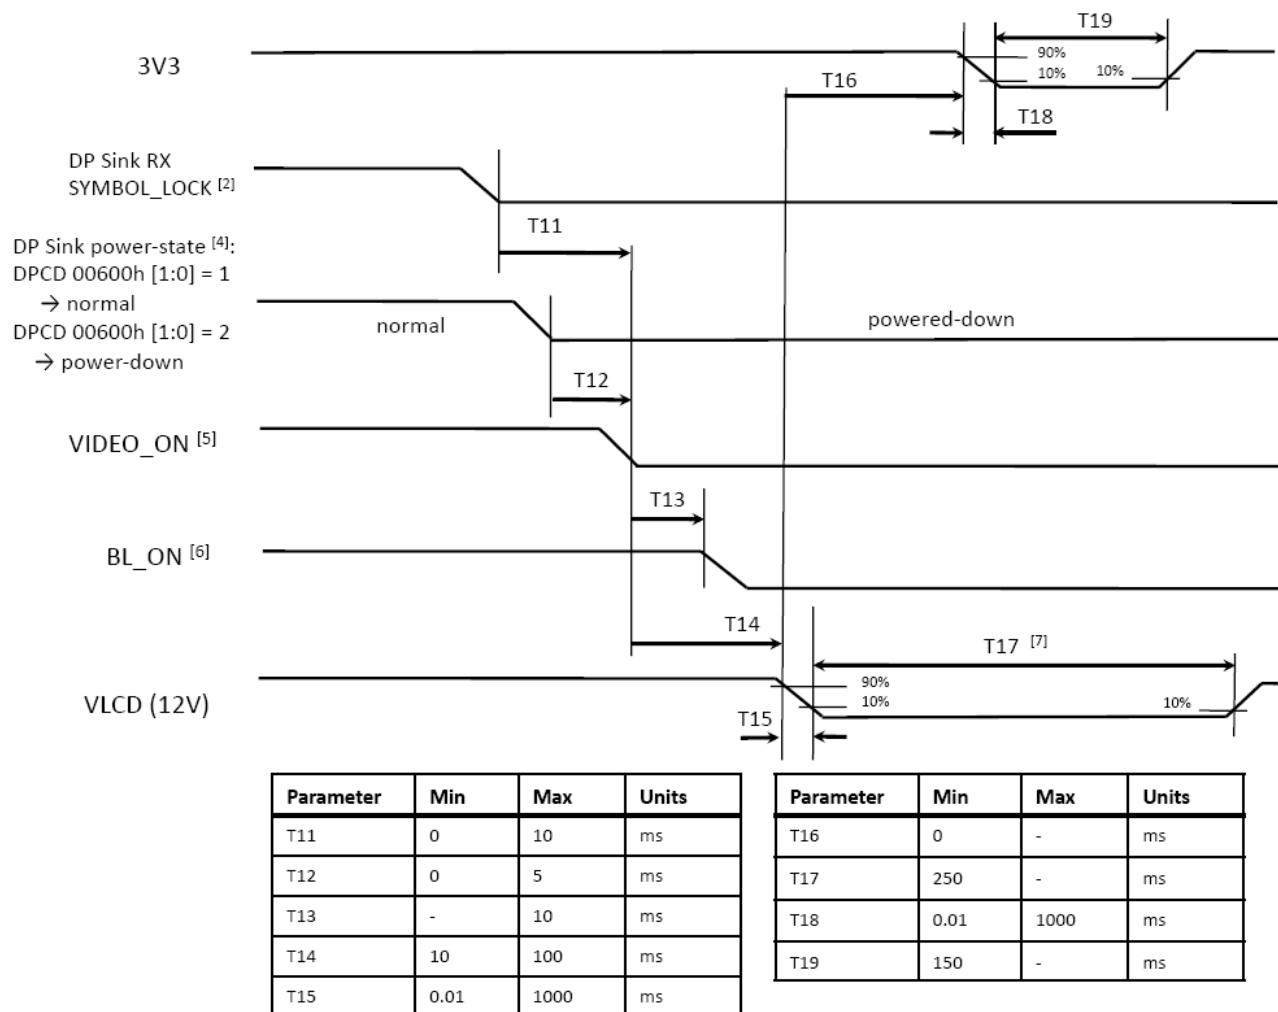 T19
3V3
90%
10%
10%
T16
T18
DP Sink RX
SYMBOL_LOCK [2]
T11
DP Sink power-state [4]:
DPCD 00600h [1:0] = 1
→ normal
DPCD 00600h [1:0] = 2
→ power-down
normal
powered-down
T12
VIDEO_ON [5]
T13
BL_ON [6]
T14
T17 [7]
VLCD (12V)
90%
10%
10%
T15
Parameter Min Max Units
T11 0 10 ms
T12 0 5 ms
T13 - 10 ms
T14 10 100 ms
T15 0.01 1000 ms
Parameter Min Max Units
T16 0 - ms
T17 250 - ms
T18 0.01 1000 ms
T19 150 - ms